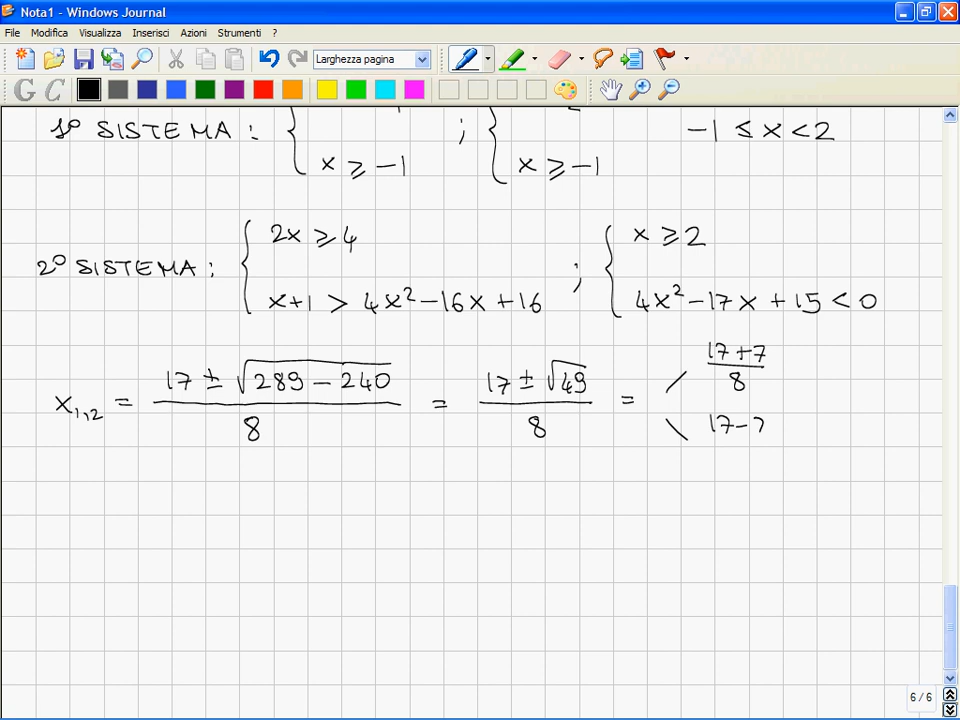 Nota1 - Windows Journal
File Modifica Visualizza Inserisci Azioni Strumenti ?
Larghezza pagina
1° SISTEMA : { x ≥ -1 ; { x ≥ -1 -1 ≤ x < 2
2° SISTEMA : { 2x ≥ 4 ; { x ≥ 2
x+1 > 4x² - 16x + 16 4x² - 17x + 15 < 0
x₁,₂ = (17 ± √(289 - 240)) / 8 = (17 ± √49) / 8 = / (17+7) / 8
\ 17-7
6 / 6